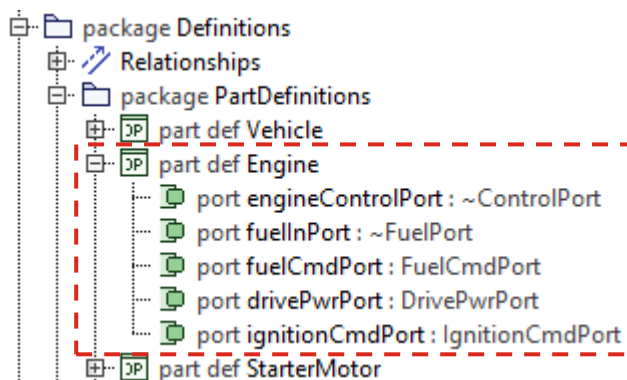 package Definitions
Relationships
package PartDefinitions
part def Vehicle
part def Engine
port engineControlPort : ~ControlPort
port fuelInPort : ~FuelPort
port fuelCmdPort : FuelCmdPort
port drivePwrPort : DrivePwrPort
port ignitionCmdPort : IgnitionCmdPort
part def StarterMotor